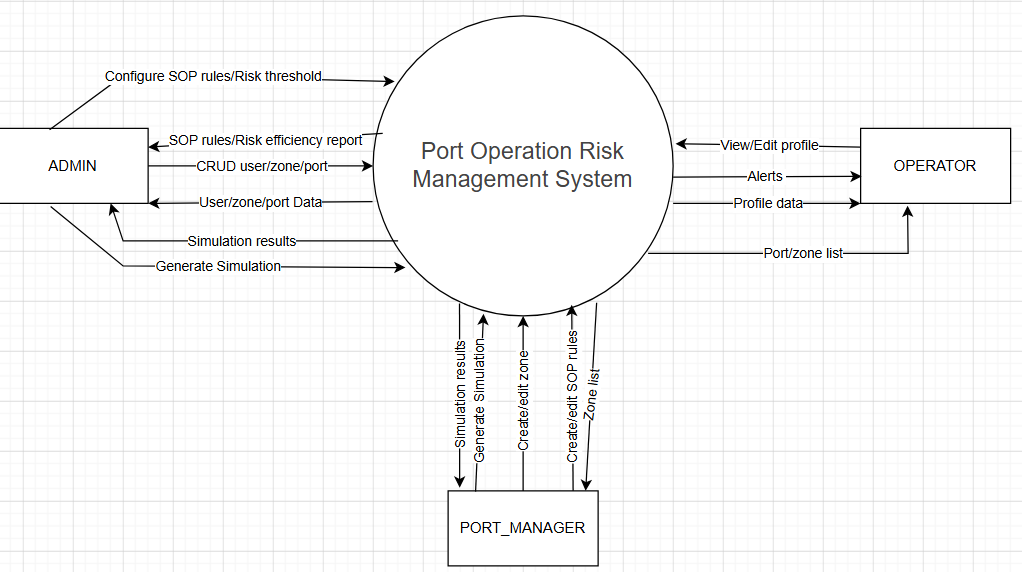 Configure SOP rules/Risk threshold
SOP rules/Risk efficiency report
ADMIN
CRUD user/zone/port
User/zone/port Data
Simulation results
Generate Simulation
Port Operation Risk
Management System
View/Edit profile
OPERATOR
Alerts
Profile data
Port/zone list
Simulation results
Generate Simulation
Create/edit zone
Create/edit SOP rules
Zone list
PORT_MANAGER